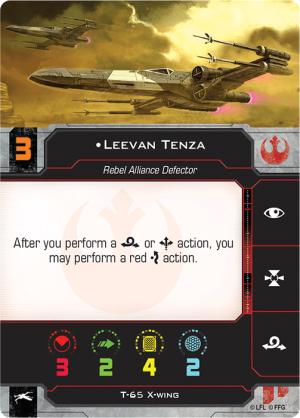 • Leevan Tenza
3
Rebel Alliance Defector
After you perform a or action, you
may perform a red action.
3 2 4 2
T-65 X-wing
© LFL © FFG